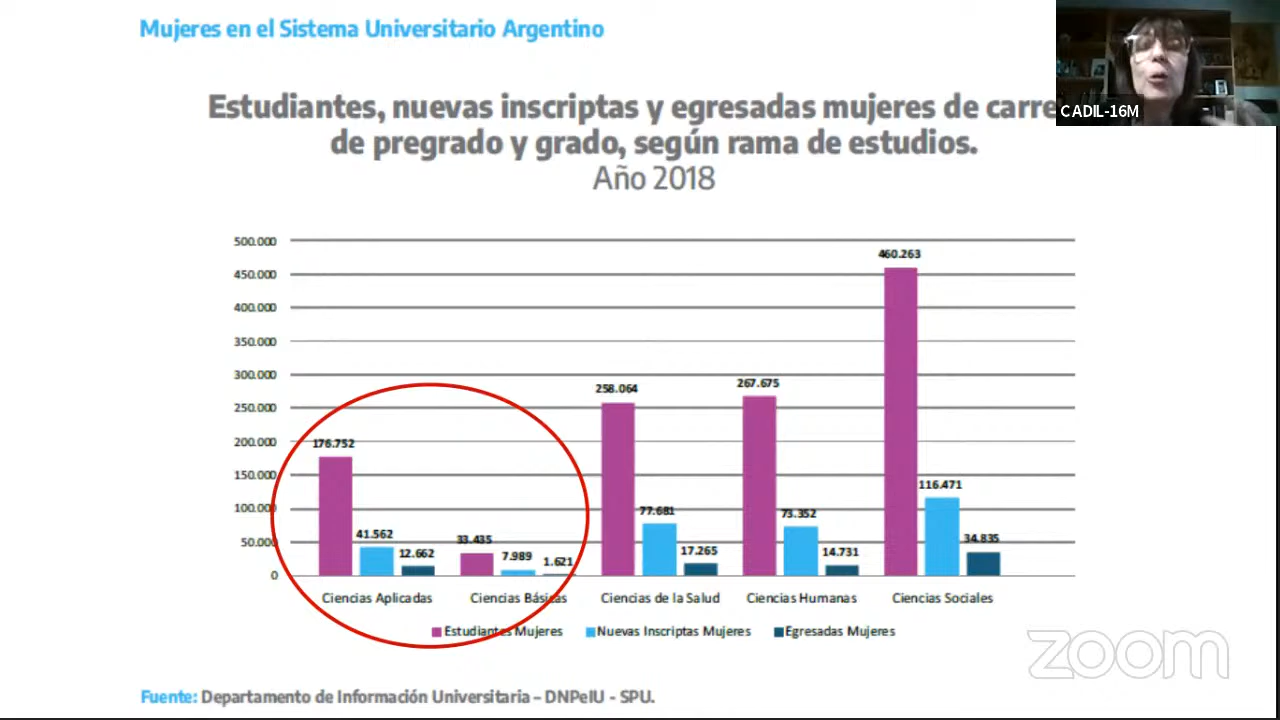 Mujeres en el Sistema Universitario Argentino
CADIL-16M
Estudiantes, nuevas inscriptas y egresadas mujeres de carre
de pregrado y grado, según rama de estudios.
Año 2018
500.000
450.000
400.000
350.000
300.000
250.000
200.000
150.000
100.000
50.000
0
176.752
41.562
12.662
33.435
7.989
1.621
258.064
77.681
17.265
267.675
73.352
14.731
460.263
116.471
34.835
Ciencias Aplicadas
Ciencias Básicas
Ciencias de la Salud
Ciencias Humanas
Ciencias Sociales
Estudiantes Mujeres
Nuevas Inscriptas Mujeres
Egresadas Mujeres
zoom
Fuente: Departamento de Información Universitaria – DNPeIU - SPU.